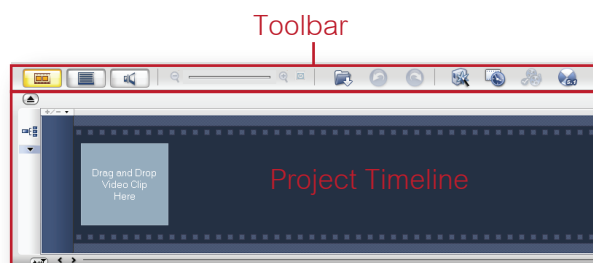 Toolbar
+/-
Drag and Drop
Video Clip
Here
Project Timeline